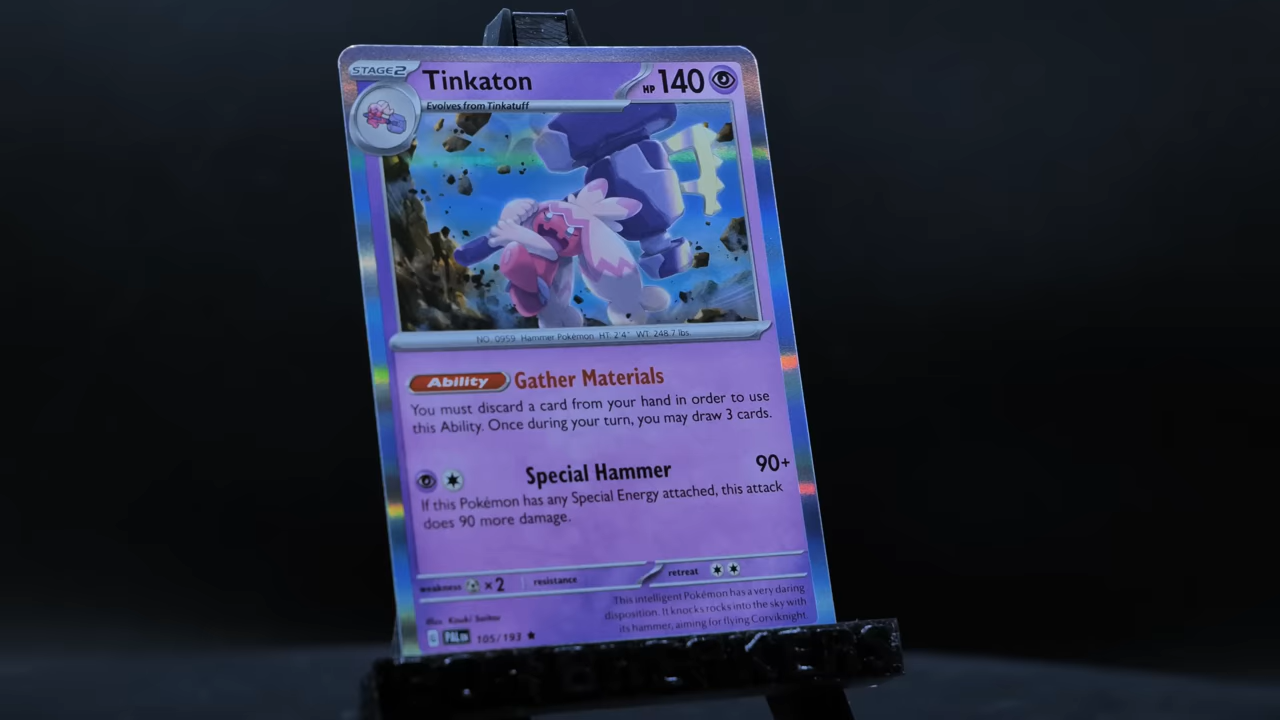 STAGE2
Tinkaton
HP 140
Evolves from Tinkatuff
NO. 0959 Hammer Pokémon HT: 2'4" WT: 248.7 lbs.
Ability Gather Materials
You must discard a card from your hand in order to use
this Ability. Once during your turn, you may draw 3 cards.
Special Hammer 90+
If this Pokémon has any Special Energy attached, this attack
does 90 more damage.
weakness ×2 resistance retreat
This intelligent Pokémon has a very daring
disposition. It knocks rocks into the sky with
its hammer, aiming for flying Corviknight.
Illus. Kouki Saitou
G PAL EN 105/193 ★